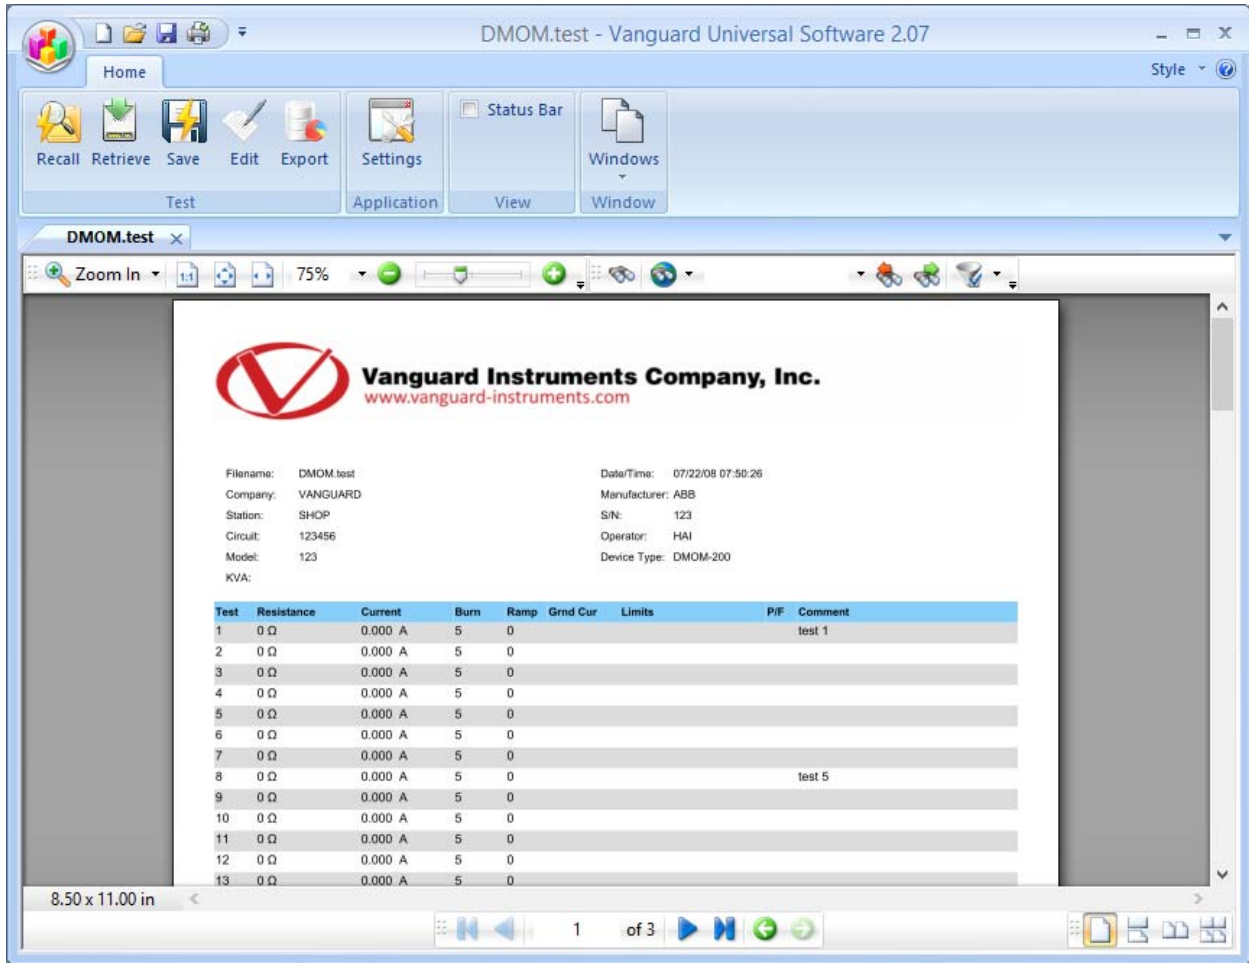 DMOM.test - Vanguard Universal Software 2.07
Home
Style
Recall Retrieve Save Edit Export Settings Status Bar Windows
Test Application View Window
DMOM.test
Zoom In 1:1 75%
Vanguard Instruments Company, Inc.
www.vanguard-instruments.com
Filename: DMOM.test Date/Time: 07/22/08 07:50:26
Company: VANGUARD Manufacturer: ABB
Station: SHOP S/N: 123
Circuit: 123456 Operator: HAI
Model: 123 Device Type: DMOM-200
KVA:
Test Resistance Current Burn Ramp Grnd Cur Limits P/F Comment
1 0 Ω 0.000 A 5 0 test 1
2 0 Ω 0.000 A 5 0
3 0 Ω 0.000 A 5 0
4 0 Ω 0.000 A 5 0
5 0 Ω 0.000 A 5 0
6 0 Ω 0.000 A 5 0
7 0 Ω 0.000 A 5 0
8 0 Ω 0.000 A 5 0 test 5
9 0 Ω 0.000 A 5 0
10 0 Ω 0.000 A 5 0
11 0 Ω 0.000 A 5 0
12 0 Ω 0.000 A 5 0
13 0 Ω 0.000 A 5 0
8.50 x 11.00 in
1 of 3